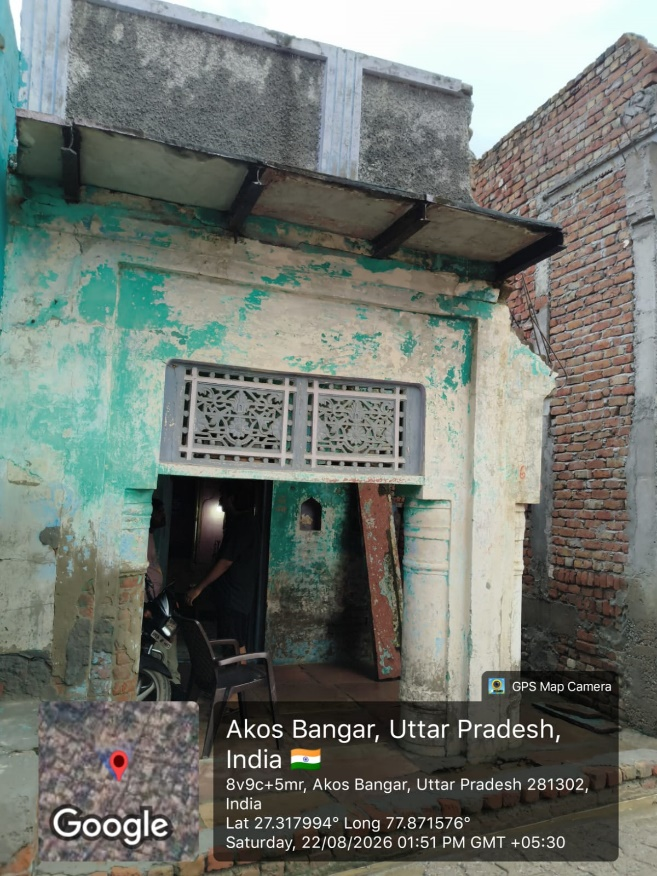 GPS Map Camera
Akos Bangar, Uttar Pradesh,
India 🇮🇳
8v9c+5mr, Akos Bangar, Uttar Pradesh 281302,
India
Lat 27.317994° Long 77.871576°
Saturday, 22/08/2026 01:51 PM GMT +05:30
Google